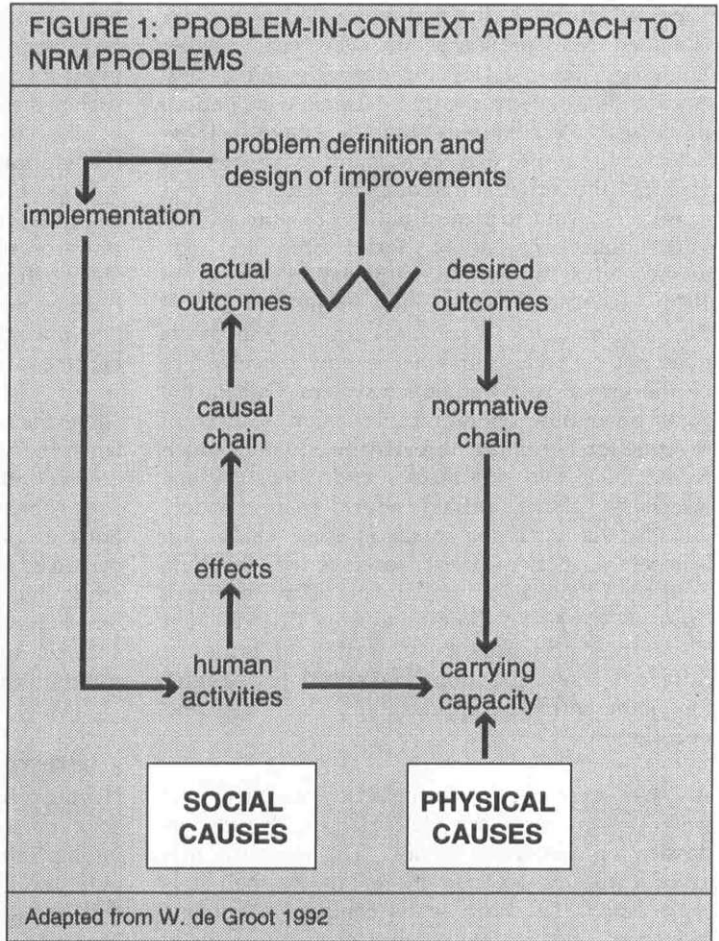 FIGURE 1: PROBLEM-IN-CONTEXT APPROACH TO
NRM PROBLEMS
problem definition and
design of improvements
implementation
actual
outcomes
desired
outcomes
causal
chain
normative
chain
effects
human
activities
carrying
capacity
SOCIAL
CAUSES
PHYSICAL
CAUSES
Adapted from W. de Groot 1992